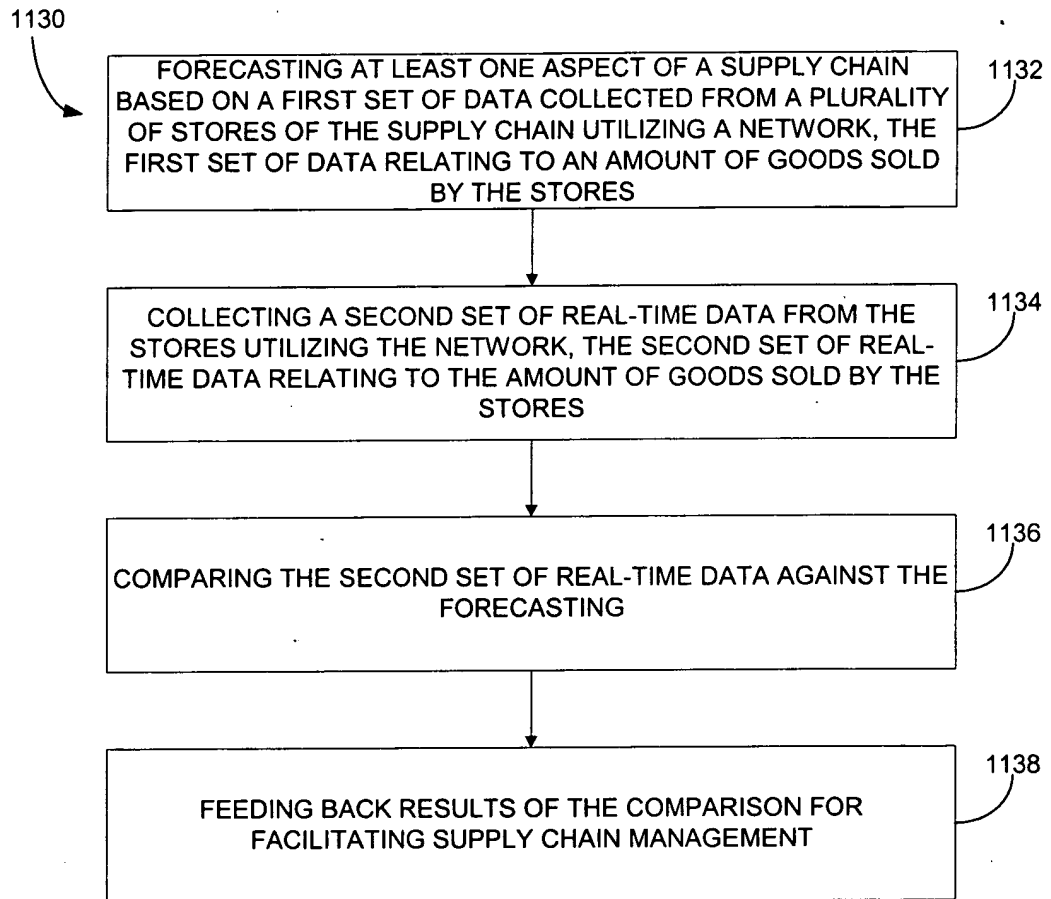 1130
FORECASTING AT LEAST ONE ASPECT OF A SUPPLY CHAIN
BASED ON A FIRST SET OF DATA COLLECTED FROM A PLURALITY
OF STORES OF THE SUPPLY CHAIN UTILIZING A NETWORK, THE
FIRST SET OF DATA RELATING TO AN AMOUNT OF GOODS SOLD
BY THE STORES
1132
COLLECTING A SECOND SET OF REAL-TIME DATA FROM THE
STORES UTILIZING THE NETWORK, THE SECOND SET OF REAL-
TIME DATA RELATING TO THE AMOUNT OF GOODS SOLD BY THE
STORES
1134
COMPARING THE SECOND SET OF REAL-TIME DATA AGAINST THE
FORECASTING
1136
FEEDING BACK RESULTS OF THE COMPARISON FOR
FACILITATING SUPPLY CHAIN MANAGEMENT
1138